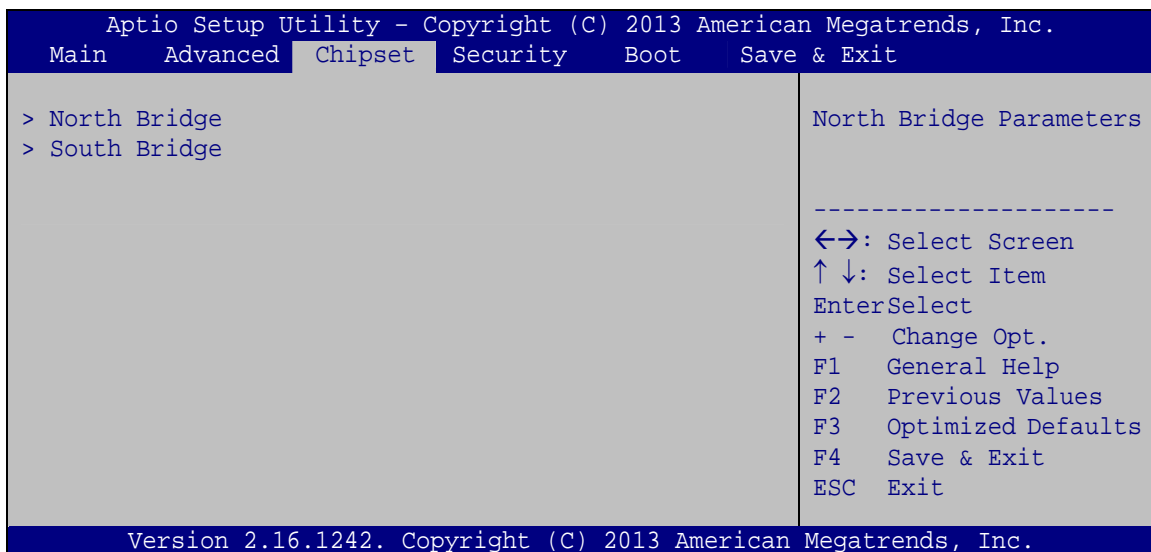 Aptio Setup Utility – Copyright (C) 2013 American Megatrends, Inc.
Main Advanced Chipset Security Boot Save & Exit
> North Bridge
> South Bridge
North Bridge Parameters
---------------------
←→: Select Screen
↑ ↓: Select Item
EnterSelect
+ - Change Opt.
F1 General Help
F2 Previous Values
F3 Optimized Defaults
F4 Save & Exit
ESC Exit
Version 2.16.1242. Copyright (C) 2013 American Megatrends, Inc.